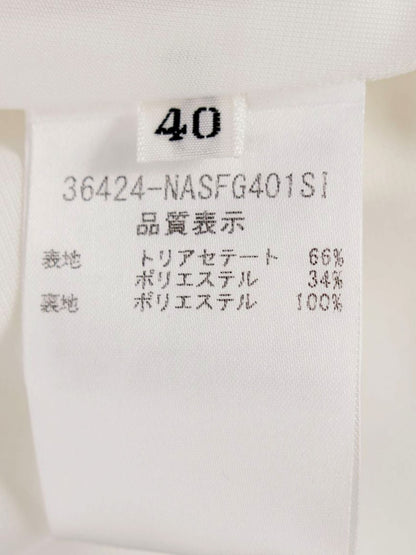 40
36424-NASFG401SI
品質表示
表地 トリアセテート 66%
ポリエステル 34%
裏地 ポリエステル 100%